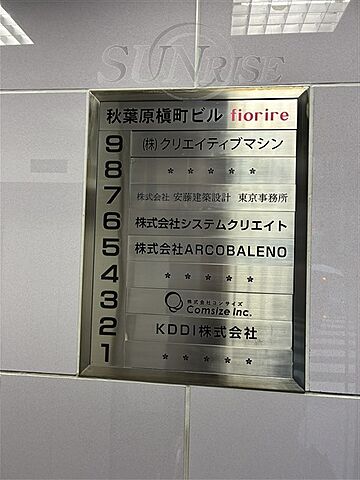 SUNRISE
秋葉原槇町ビル fiorire
9 (株)クリエイティブマシン
8 * * * * *
7 株式会社 安藤建築設計 東京事務所
6 株式会社システムクリエイト
5 株式会社ARCOBALENO
4 * * * * *
3 株式会社コンサイズ
Comsize Inc.
2 KDDI株式会社
1 * * * * *